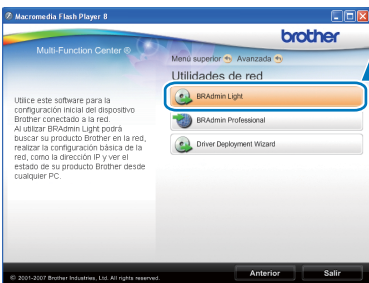 Macromedia Flash Player 8
brother
Multi-Function Center ®
Menú superior Avanzada
Utilidades de red
BRAdmin Light
Utilice este software para la
configuración inicial del dispositivo
Brother conectado a la red.
Al utilizar BRAdmin Light podrá
buscar su producto Brother en la red,
realizar la configuración básica de la
red, como la dirección IP y ver el
estado de su producto Brother desde
cualquier PC.
BRAdmin Professional
Driver Deployment Wizard
© 2001-2007 Brother Industries, Ltd. All rights reserved.
Anterior Salir